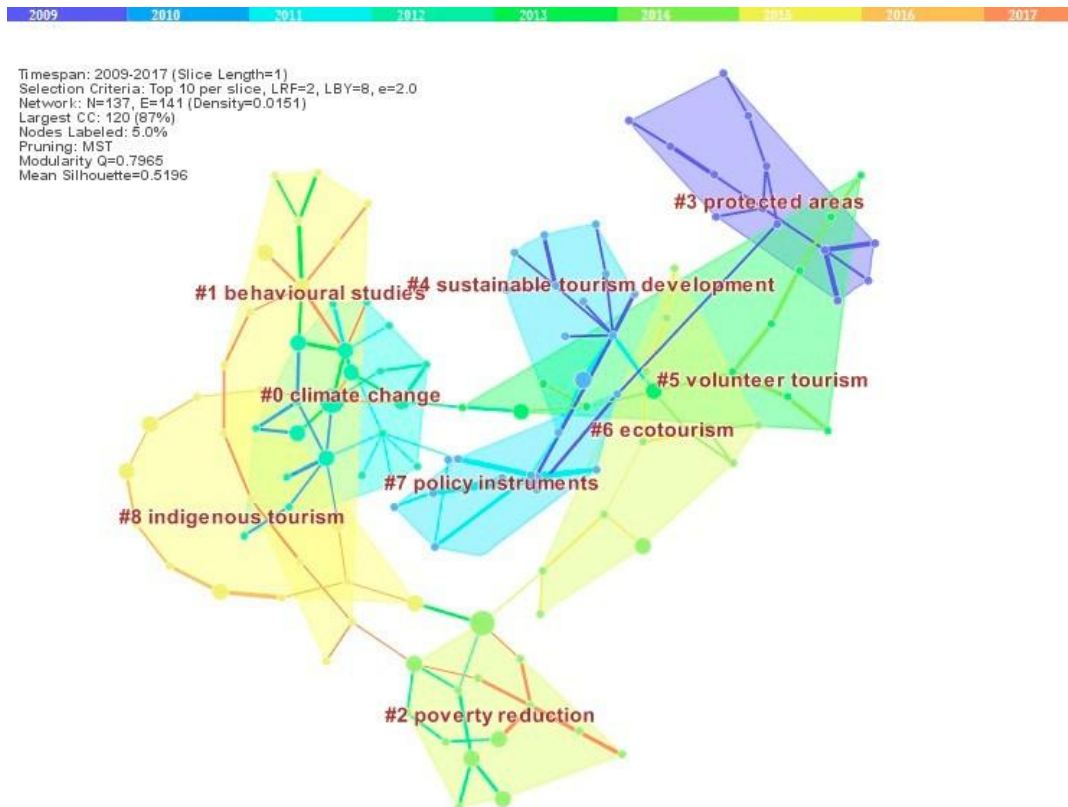 2009 2010 2011 2012 2013 2014 2015 2016 2017
Timespan: 2009-2017 (Slice Length=1)
Selection Criteria: Top 10 per slice, LRF=2, LBY=8, e=2.0
Network: N=137, E=141 (Density=0.0151)
Largest CC: 120 (87%)
Nodes Labeled: 5.0%
Pruning: MST
Modularity Q=0.7965
Mean Silhouette=0.5196
#3 protected areas
#1 behavioural studies
#4 sustainable tourism development
#0 climate change
#5 volunteer tourism
#6 ecotourism
#7 policy instruments
#8 indigenous tourism
#2 poverty reduction